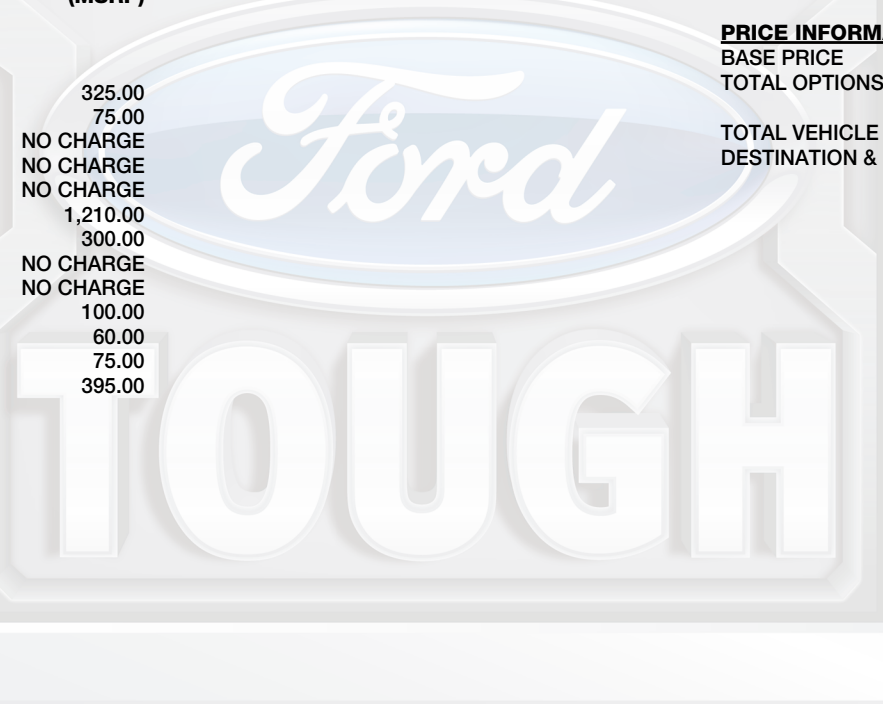 (MSRP)
325.00
75.00
NO CHARGE
NO CHARGE
NO CHARGE
1,210.00
300.00
NO CHARGE
NO CHARGE
100.00
60.00
75.00
395.00
PRICE INFORMA
BASE PRICE
TOTAL OPTIONS
TOTAL VEHICLE
DESTINATION &
Ford
TOUGH